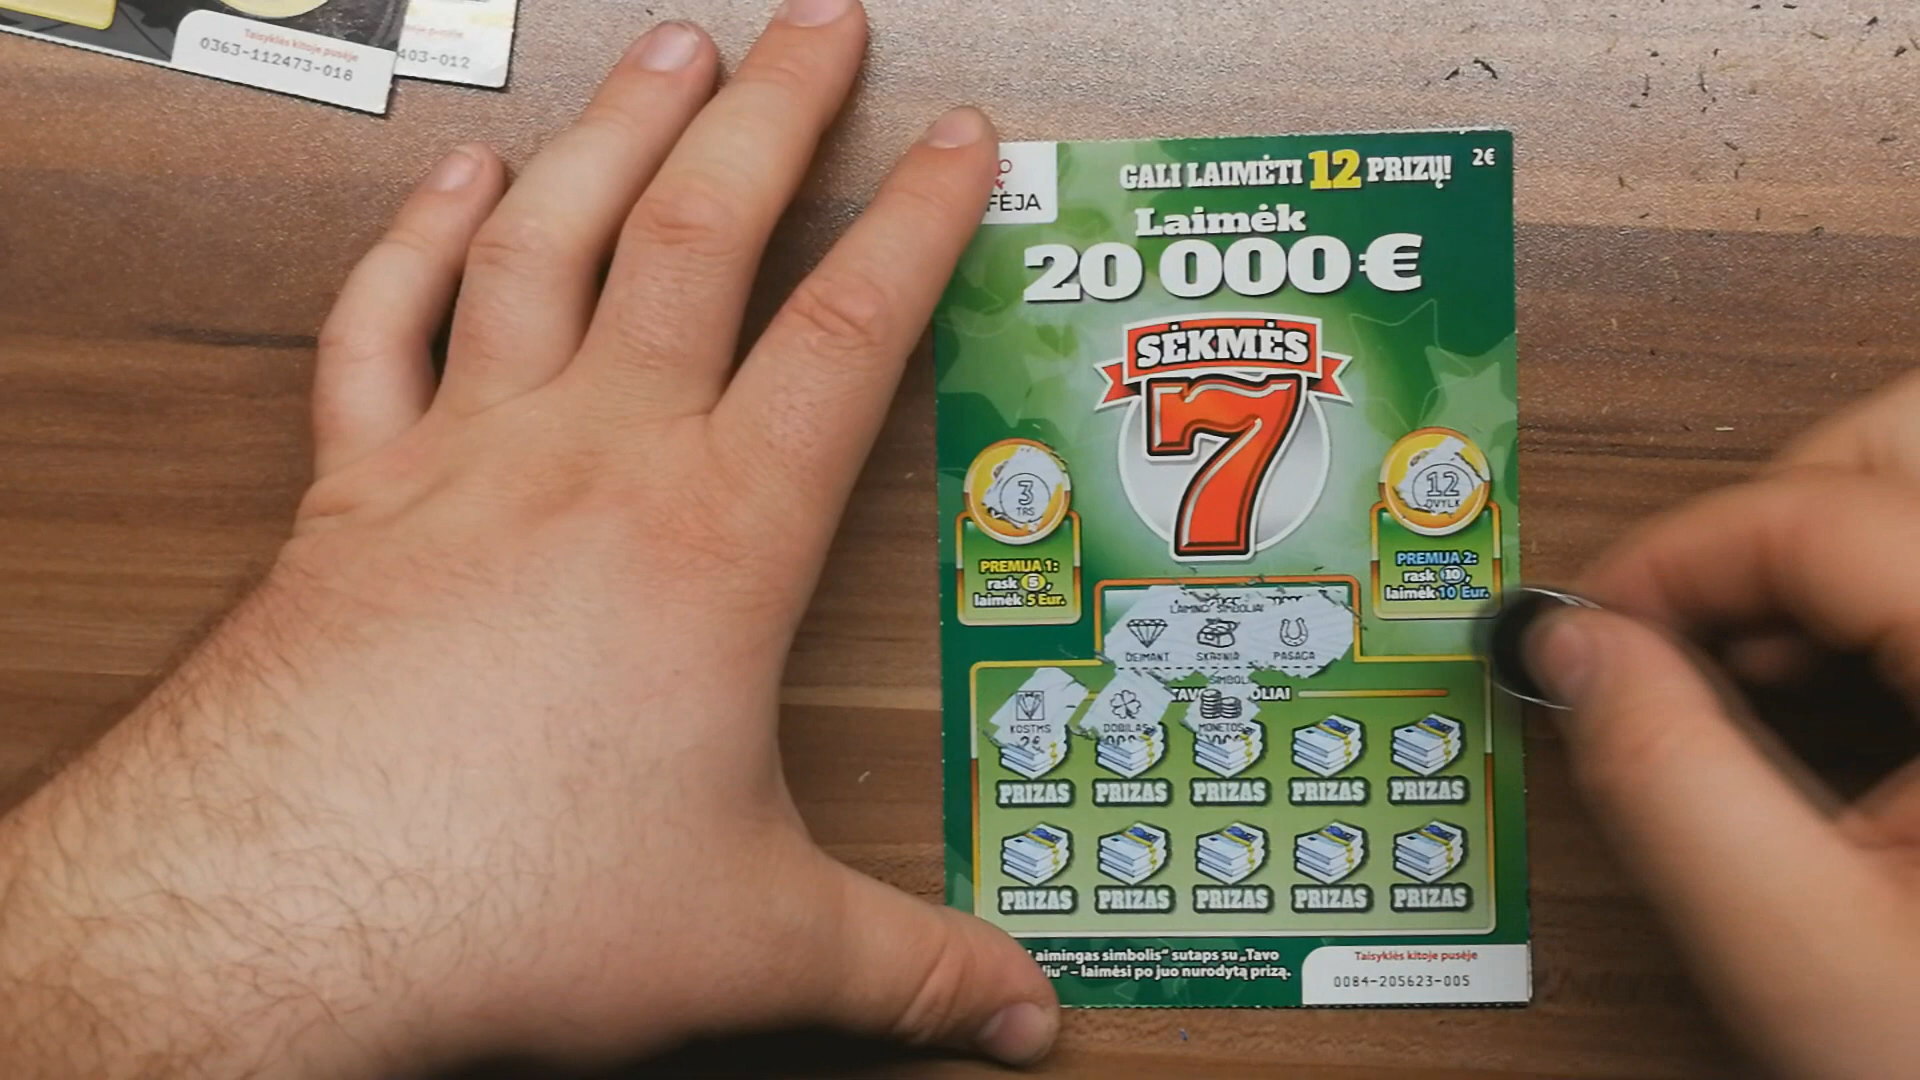 Taisyklės kitoje pusėje
0363-112473-018
403-012
FĖJA
GALI LAIMĖTI 12 PRIZŲ!
2€
Laimėk
20 000 €
SĖKMĖS
7
3
TRS
12
DVYLK
PREMIJA 1:
rask 5,
laimėk 5 Eur.
PREMIJA 2:
rask 10,
laimėk 10 Eur.
DEIMANT
SKRYNIA
PASAGA
KOSTMS
DOBILAS
MONETOS
2€
PRIZAS PRIZAS PRIZAS PRIZAS PRIZAS
PRIZAS PRIZAS PRIZAS PRIZAS PRIZAS
aimingas simbolis“ sutaps su „Tavo
liu“ – laimėsi po juo nurodytą prizą.
Taisyklės kitoje pusėje
0084-205623-005